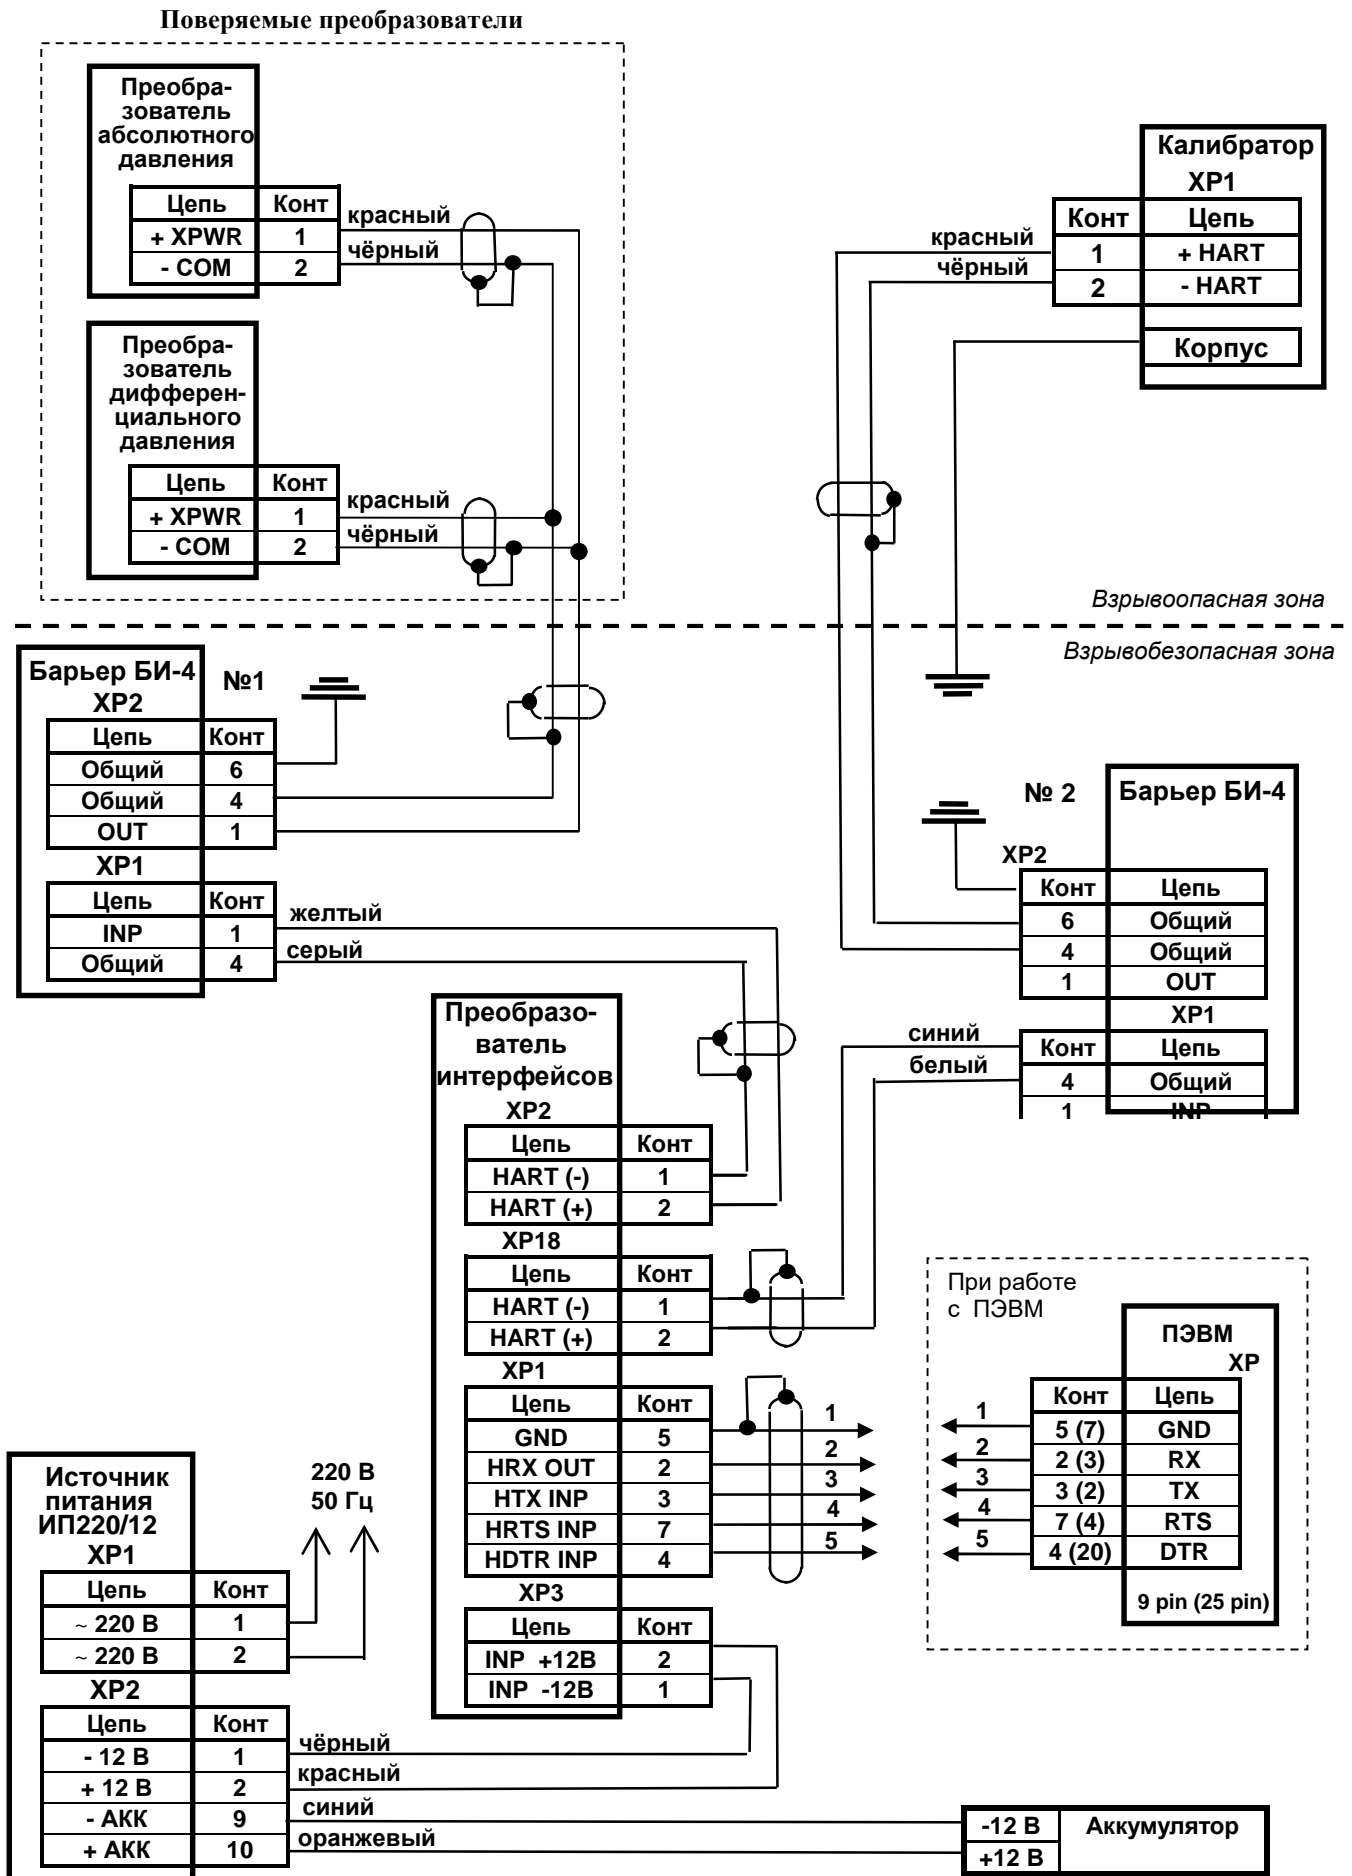 Поверяемые преобразователи
Преобра-
зователь
абсолютного
давления
Цепь Конт
+ XPWR 1
- COM 2
красный
чёрный
Преобра-
зователь
дифферен-
циального
давления
Цепь Конт
+ XPWR 1
- COM 2
красный
чёрный
Калибратор
XP1
Конт Цепь
1 + HART
2 - HART
Корпус
красный
чёрный
Взрывоопасная зона
Взрывобезопасная зона
Барьер БИ-4 №1
XP2
Цепь Конт
Общий 6
Общий 4
OUT 1
XP1
Цепь Конт
INP 1
Общий 4
желтый
серый
№ 2 Барьер БИ-4
XP2
Конт Цепь
6 Общий
4 Общий
1 OUT
XP1
Конт Цепь
4 Общий
1 INP
синий
белый
Преобразо-
ватель
интерфейсов
XP2
Цепь Конт
HART (-) 1
HART (+) 2
XP18
Цепь Конт
HART (-) 1
HART (+) 2
XP1
Цепь Конт
GND 5
HRX OUT 2
HTX INP 3
HRTS INP 7
HDTR INP 4
1
2
3
4
5
XP3
Цепь Конт
INP +12В 2
INP -12В 1
При работе
с ПЭВМ
ПЭВМ
XP
Конт Цепь
5 (7) GND
2 (3) RX
3 (2) TX
7 (4) RTS
4 (20) DTR
9 pin (25 pin)
1
2
3
4
5
Источник
питания
ИП220/12
XP1
Цепь Конт
~ 220 В 1
~ 220 В 2
220 В
50 Гц
XP2
Цепь Конт
- 12 В 1
+ 12 В 2
- АКК 9
+ АКК 10
чёрный
красный
синий
оранжевый
-12 В Аккумулятор
+12 В